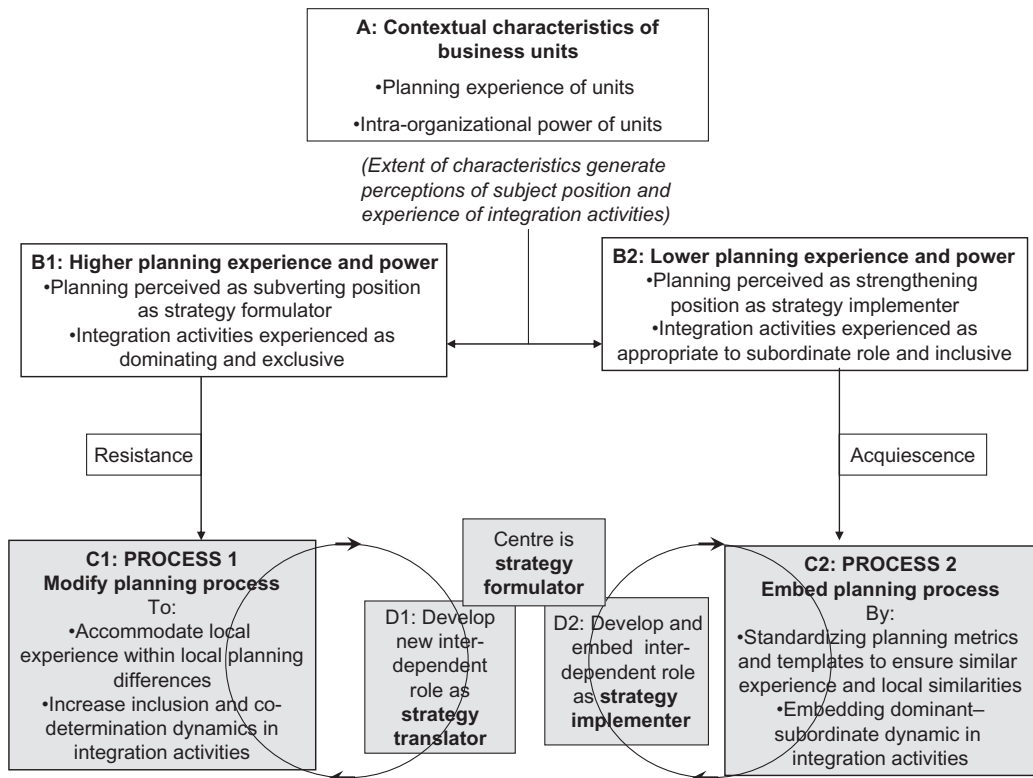 A: Contextual characteristics of
business units
•Planning experience of units
•Intra-organizational power of units
(Extent of characteristics generate
perceptions of subject position and
experience of integration activities)
B1: Higher planning experience and power
•Planning perceived as subverting position
as strategy formulator
•Integration activities experienced as
dominating and exclusive
B2: Lower planning experience and power
•Planning perceived as strengthening
position as strategy implementer
•Integration activities experienced as
appropriate to subordinate role and inclusive
Resistance
Acquiescence
C1: PROCESS 1
Modify planning process
To:
•Accommodate local
experience within local planning
differences
•Increase inclusion and co-
determination dynamics in
integration activities
Centre is
strategy
formulator
D1: Develop
new inter-
dependent
role as
strategy
translator
D2: Develop and
embed inter-
dependent role
as strategy
implementer
C2: PROCESS 2
Embed planning process
By:
•Standardizing planning metrics
and templates to ensure similar
experience and local similarities
•Embedding dominant–
subordinate dynamic in
integration activities